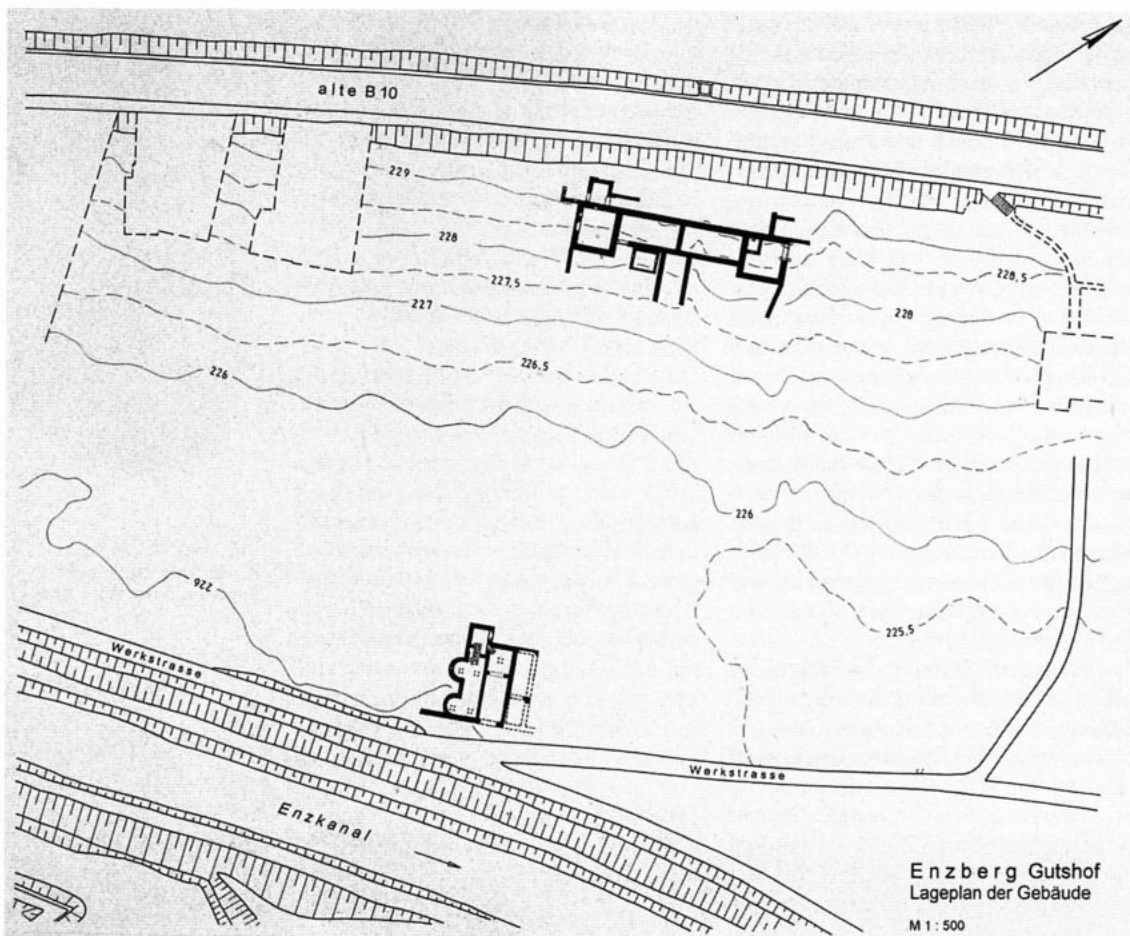 alte B10
229
228
227,5
227
226.5
226
228.5
228
226
225.5
226
Werkstrasse
Werkstrasse
Enzkanal
Enzberg Gutshof
Lageplan der Gebäude
M 1 : 500